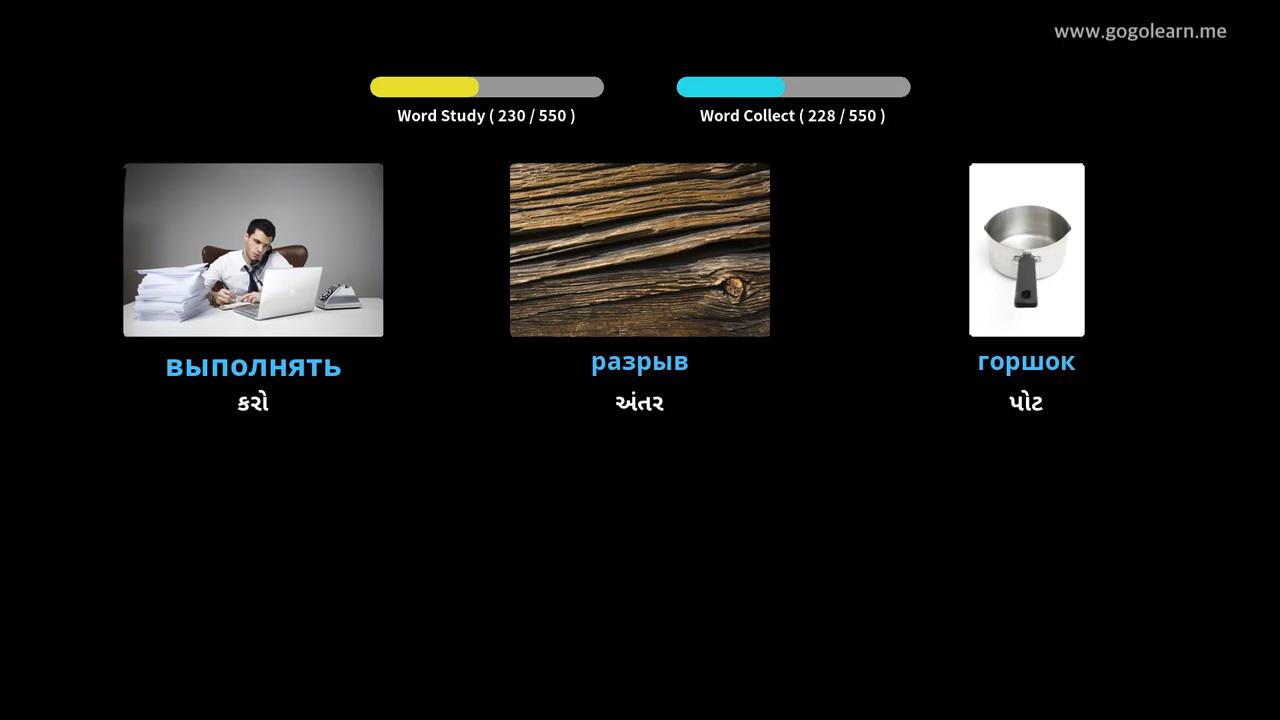 www.gogolearn.me
Word Study ( 230 / 550 )
Word Collect ( 228 / 550 )
выполнять
કરો
разрыв
અંતર
горшок
પોટ